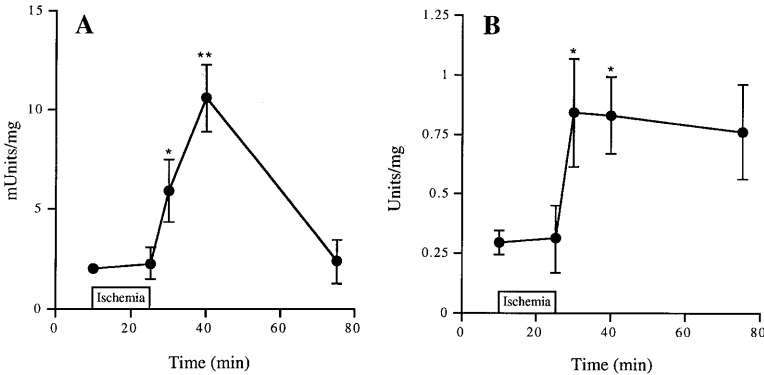 A
15
10
5
0
mUnits/mg
*
**
Ischemia
0 20 40 60 80
Time (min)
B
1.25
1
0.75
0.5
0.25
0
Units/mg
*
*
Ischemia
0 20 40 60 80
Time (min)